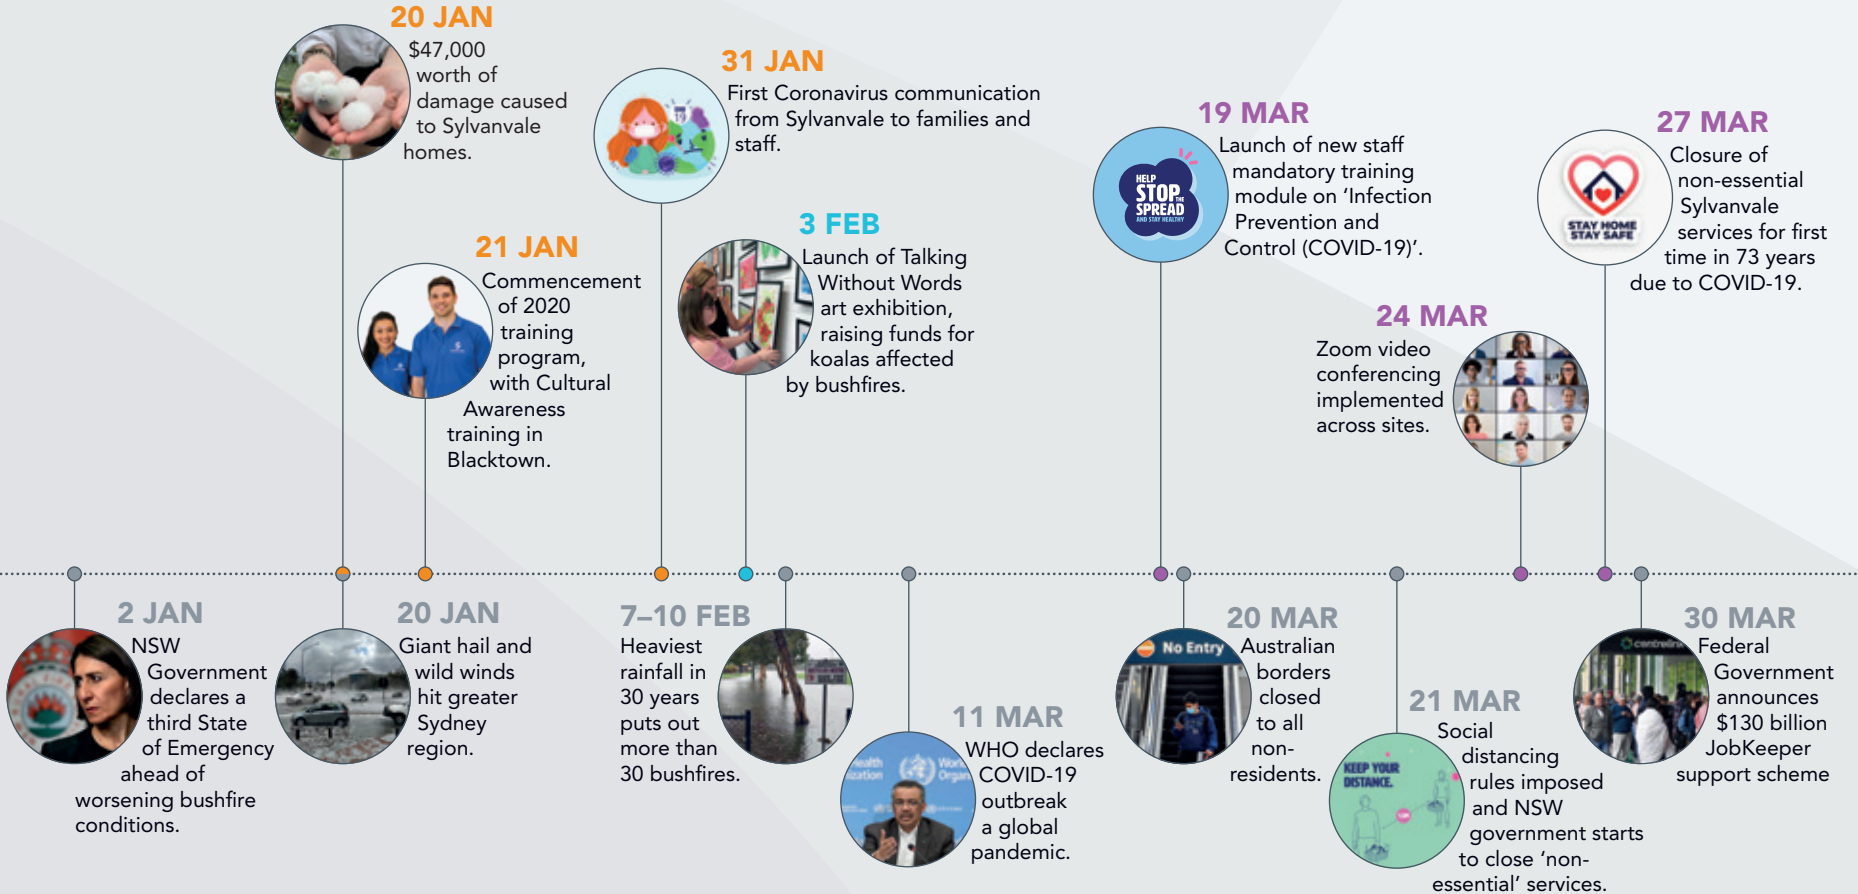 20 JAN
$47,000
worth of
damage caused
to Sylvanvale
homes.
21 JAN
Commencement
of 2020
training
program,
with Cultural
Awareness
training in
Blacktown.
31 JAN
First Coronavirus communication
from Sylvanvale to families and
staff.
3 FEB
Launch of Talking
Without Words
art exhibition,
raising funds for
koalas affected
by bushfires.
19 MAR
Launch of new staff
mandatory training
module on ‘Infection
Prevention and
Control (COVID-19)’.
HELP
STOP THE
SPREAD
AND STAY HEALTHY
24 MAR
Zoom video
conferencing
implemented
across sites.
27 MAR
Closure of
non-essential
Sylvanvale
services for first
time in 73 years
due to COVID-19.
STAY HOME
STAY SAFE
2 JAN
NSW
Government
declares a
third State
of Emergency
ahead of
worsening bushfire
conditions.
20 JAN
Giant hail and
wild winds
hit greater
Sydney
region.
7–10 FEB
Heaviest
rainfall in
30 years
puts out
more than
30 bushfires.
11 MAR
WHO declares
COVID-19
outbreak
a global
pandemic.
20 MAR
Australian
borders
closed
to all
non-
residents.
No Entry
21 MAR
Social
distancing
rules imposed
and NSW
government starts
to close ‘non-
essential’ services.
KEEP YOUR
DISTANCE.
30 MAR
Federal
Government
announces
$130 billion
JobKeeper
support scheme
centrelink